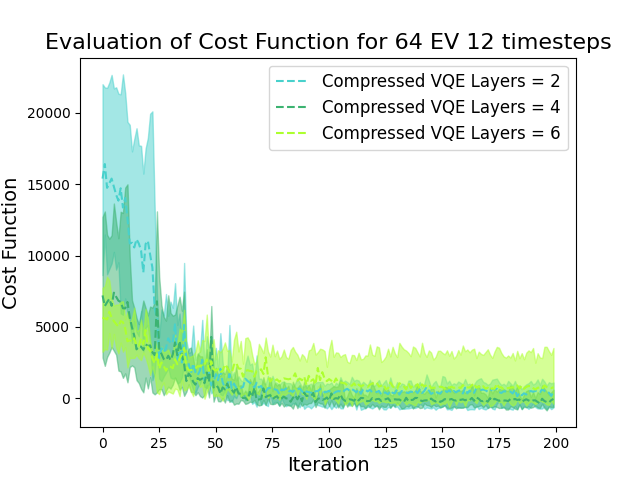 Evaluation of Cost Function for 64 EV 12 timesteps
Compressed VQE Layers = 2
Compressed VQE Layers = 4
Compressed VQE Layers = 6
Cost Function
20000
15000
10000
5000
0
0 25 50 75 100 125 150 175 200
Iteration